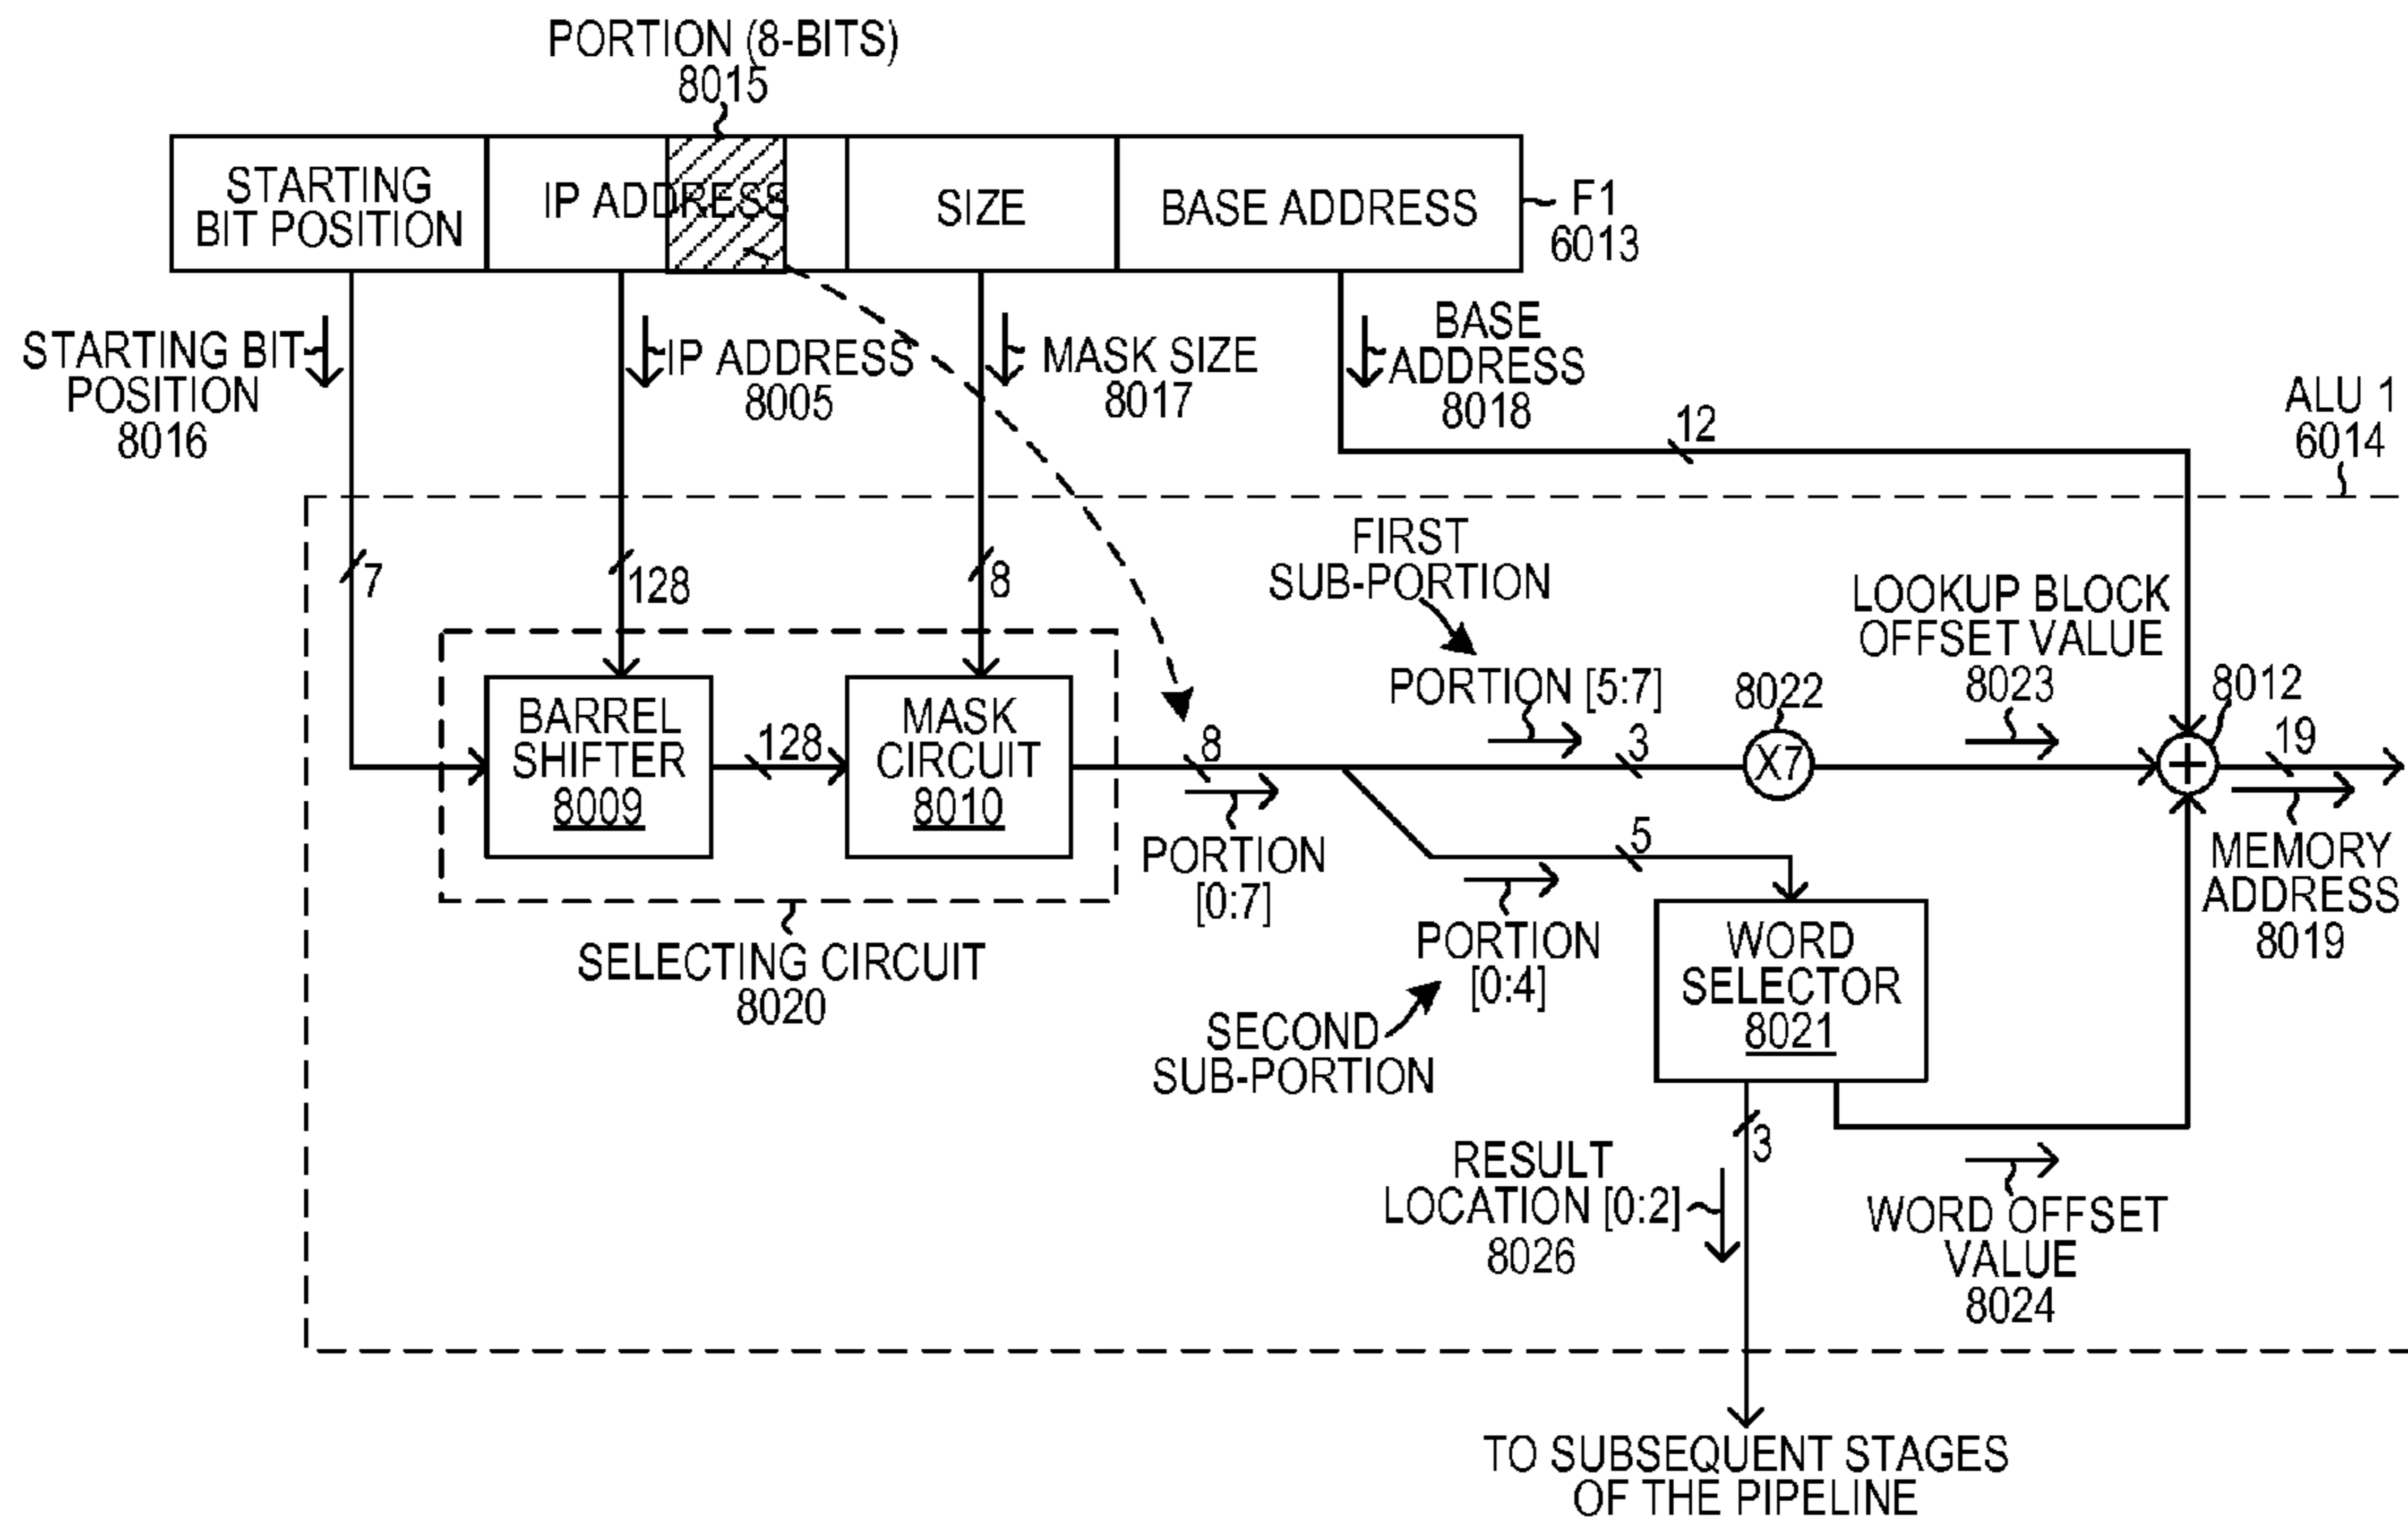 PORTION (8-BITS)
8015
STARTING
BIT POSITION
IP ADDRESS
SIZE
BASE ADDRESS
F1
6013
STARTING BIT
POSITION
8016
IP ADDRESS
8005
MASK SIZE
8017
BASE
ADDRESS
8018
12
ALU 1
6014
7
128
8
FIRST
SUB-PORTION
PORTION [5:7]
3
8022
X7
LOOKUP BLOCK
OFFSET VALUE
8023
8012
+
19
MEMORY
ADDRESS
8019
BARREL
SHIFTER
8009
128
MASK
CIRCUIT
8010
8
PORTION
[0:7]
SELECTING CIRCUIT
8020
5
PORTION
[0:4]
SECOND
SUB-PORTION
WORD
SELECTOR
8021
3
RESULT
LOCATION [0:2]
8026
WORD OFFSET
VALUE
8024
TO SUBSEQUENT STAGES
OF THE PIPELINE